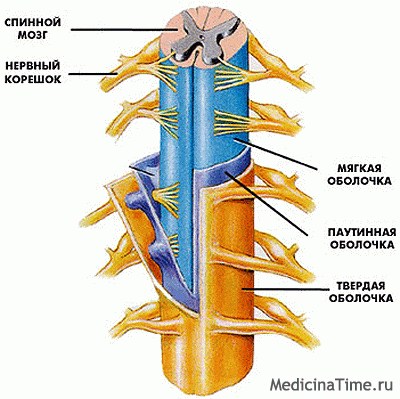 СПИННОЙ
МОЗГ
НЕРВНЫЙ
КОРЕШОК
МЯГКАЯ
ОБОЛОЧКА
ПАУТИННАЯ
ОБОЛОЧКА
ТВЕРДАЯ
ОБОЛОЧКА
MedicinaTime.ru